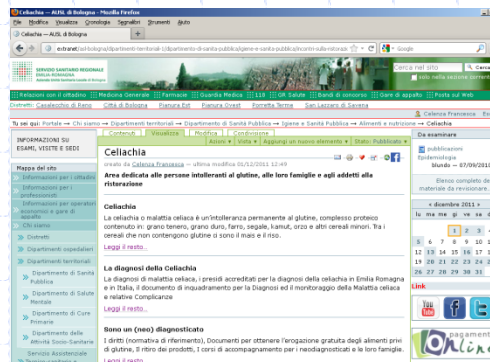 Celiachia — AUSL di Bologna - Mozilla Firefox
File Modifica Visualizza Cronologia Segnalibri Strumenti Aiuto
Celiachia — AUSL di Bologna
Google
SERVIZIO SANITARIO REGIONALE
EMILIA-ROMAGNA
Azienda Unità Sanitaria Locale di Bologna
Cerca nel sito
Cerca
solo nella sezione corrente
Relazioni con il cittadino Medicina Generale Farmacie Guardia Medica 118 GR Salute Bandi di concorso Gare di appalto Posta sul Web
Distretti: Casalecchio di Reno Città di Bologna Pianura Est Pianura Ovest Porretta Terme San Lazzaro di Savena
Celenza Francesca
Tu sei qui: Portale → Chi siamo → Dipartimenti territoriali → Dipartimento di Sanità Pubblica → Igiene e sanità Pubblica → Alimenti e nutrizione → Celiachia
INFORMAZIONI SU
ESAMI, VISITE E SEDI
Mappa del sito
Informazioni per i cittadini
Informazioni per i
professionisti
Informazioni per operatori
economici e gare di
appalto
Chi siamo
Distretti
Dipartimenti ospedalieri
Dipartimenti territoriali
Dipartimento di Sanità
Pubblica
Dipartimento di Salute
Mentale
Dipartimento di Cure
Primarie
Dipartimento delle
Attività Socio-Sanitarie
Servizio Assistenziale
Contenuti Visualizza Modifica Condivisione
Azioni Vista Aggiungi un nuovo elemento Stato: Pubblicato
Celiachia
creato da Celenza Francesca — ultima modifica 01/12/2011 12:49
Area dedicata alle persone intolleranti al glutine, alle loro famiglie e agli addetti alla
ristorazione
Celiachia
La celiachia o malattia celiaca è un'intolleranza permanente al glutine, complesso proteico
contenuto in: grano tenero, grano duro, farro, segale, kamut, orzo e altri cereali minori. Tra i
cereali che non contengono glutine ci sono il mais e il riso.
Leggi il resto...
La diagnosi della Celiachia
La diagnosi di malattia celiaca, i presidi accreditati per la diagnosi della celiachia in Emilia Romagna
e in Italia, il documento di inquadramento per la Diagnosi ed il monitoraggio della Malattia celiaca
e relative Complicanze
Leggi il resto...
Sono un (neo) diagnosticato
I diritti (normativa di riferimento), Documenti per ottenere l'erogazione gratuita degli alimenti privi
di glutine, Il ritiro dei prodotti, I corsi di accompagnamento per i neodiagnosticati e le loro famiglie.
Leggi il resto...
Da esaminare
pubblicazioni
Epidemiologia
blundo — 07/09/201
Elenco completo de
materiale da revisionare.
« dicembre 2011 »
lu ma me gi ve sa d
1 2 3
5 6 7 8 9 10
12 13 14 15 16 17
19 20 21 22 23 24
26 27 28 29 30 31
Link
You Tube
pagament
Online